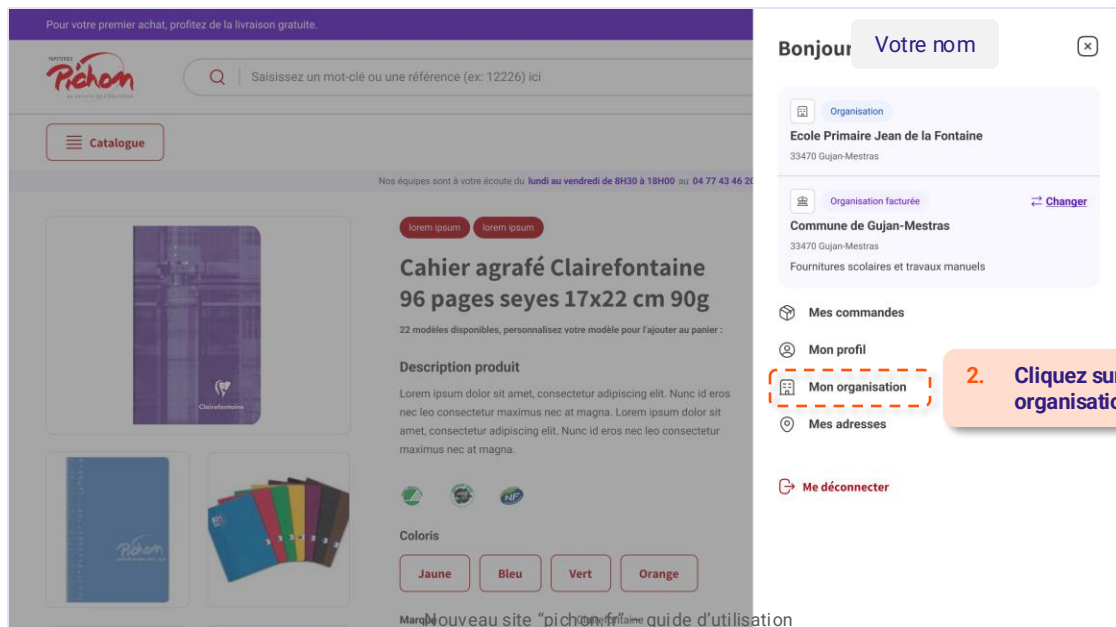 Pour votre premier achat, profitez de la livraison gratuite.
Pichon
Saisissez un mot-clé ou une référence (ex: 12226) ici
Catalogue
Nos équipes sont à votre écoute du lundi au vendredi de 8H30 à 18H00 au 04 77 43 46 20
lorem ipsum lorem ipsum
Cahier agrafé Clairefontaine
96 pages seyes 17x22 cm 90g
22 modèles disponibles, personnalisez votre modèle pour l'ajouter au panier :
Description produit
Lorem ipsum dolor sit amet, consectetur adipiscing elit. Nunc id eros
nec leo consectetur maximus nec at magna. Lorem ipsum dolor sit
amet, consectetur adipiscing elit. Nunc id eros nec leo consectetur
maximus nec at magna.
Clairefontaine
Pichon
NF
Coloris
Jaune Bleu Vert Orange
Marque Clairefontaine
Bonjour Votre nom
Organisation
Ecole Primaire Jean de la Fontaine
33470 Gujan-Mestras
Organisation facturée Changer
Commune de Gujan-Mestras
33470 Gujan-Mestras
Fournitures scolaires et travaux manuels
Mes commandes
Mon profil
Mon organisation
Mes adresses
Me déconnecter
2. Cliquez sur
organisatio
Nouveau site “pichon.fr” – guide d’utilisation